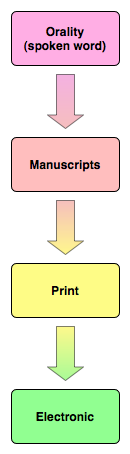 Orality
(spoken word)
Manuscripts
Print
Electronic